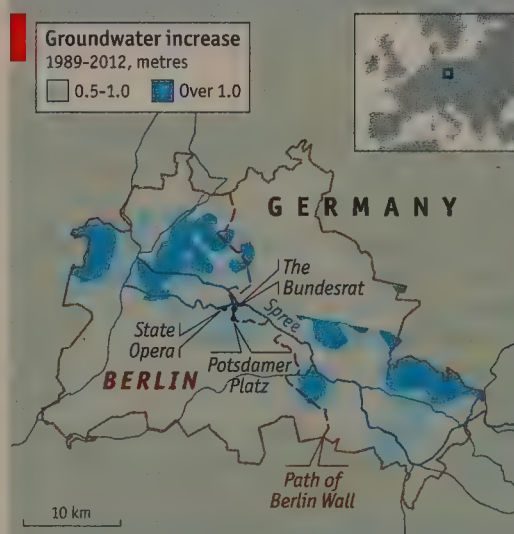 Groundwater increase
1989-2012, metres
0.5-1.0 Over 1.0
GERMANY
The
Bundesrat
Spree
State
Opera
Potsdamer
Platz
BERLIN
Path of
Berlin Wall
10 km